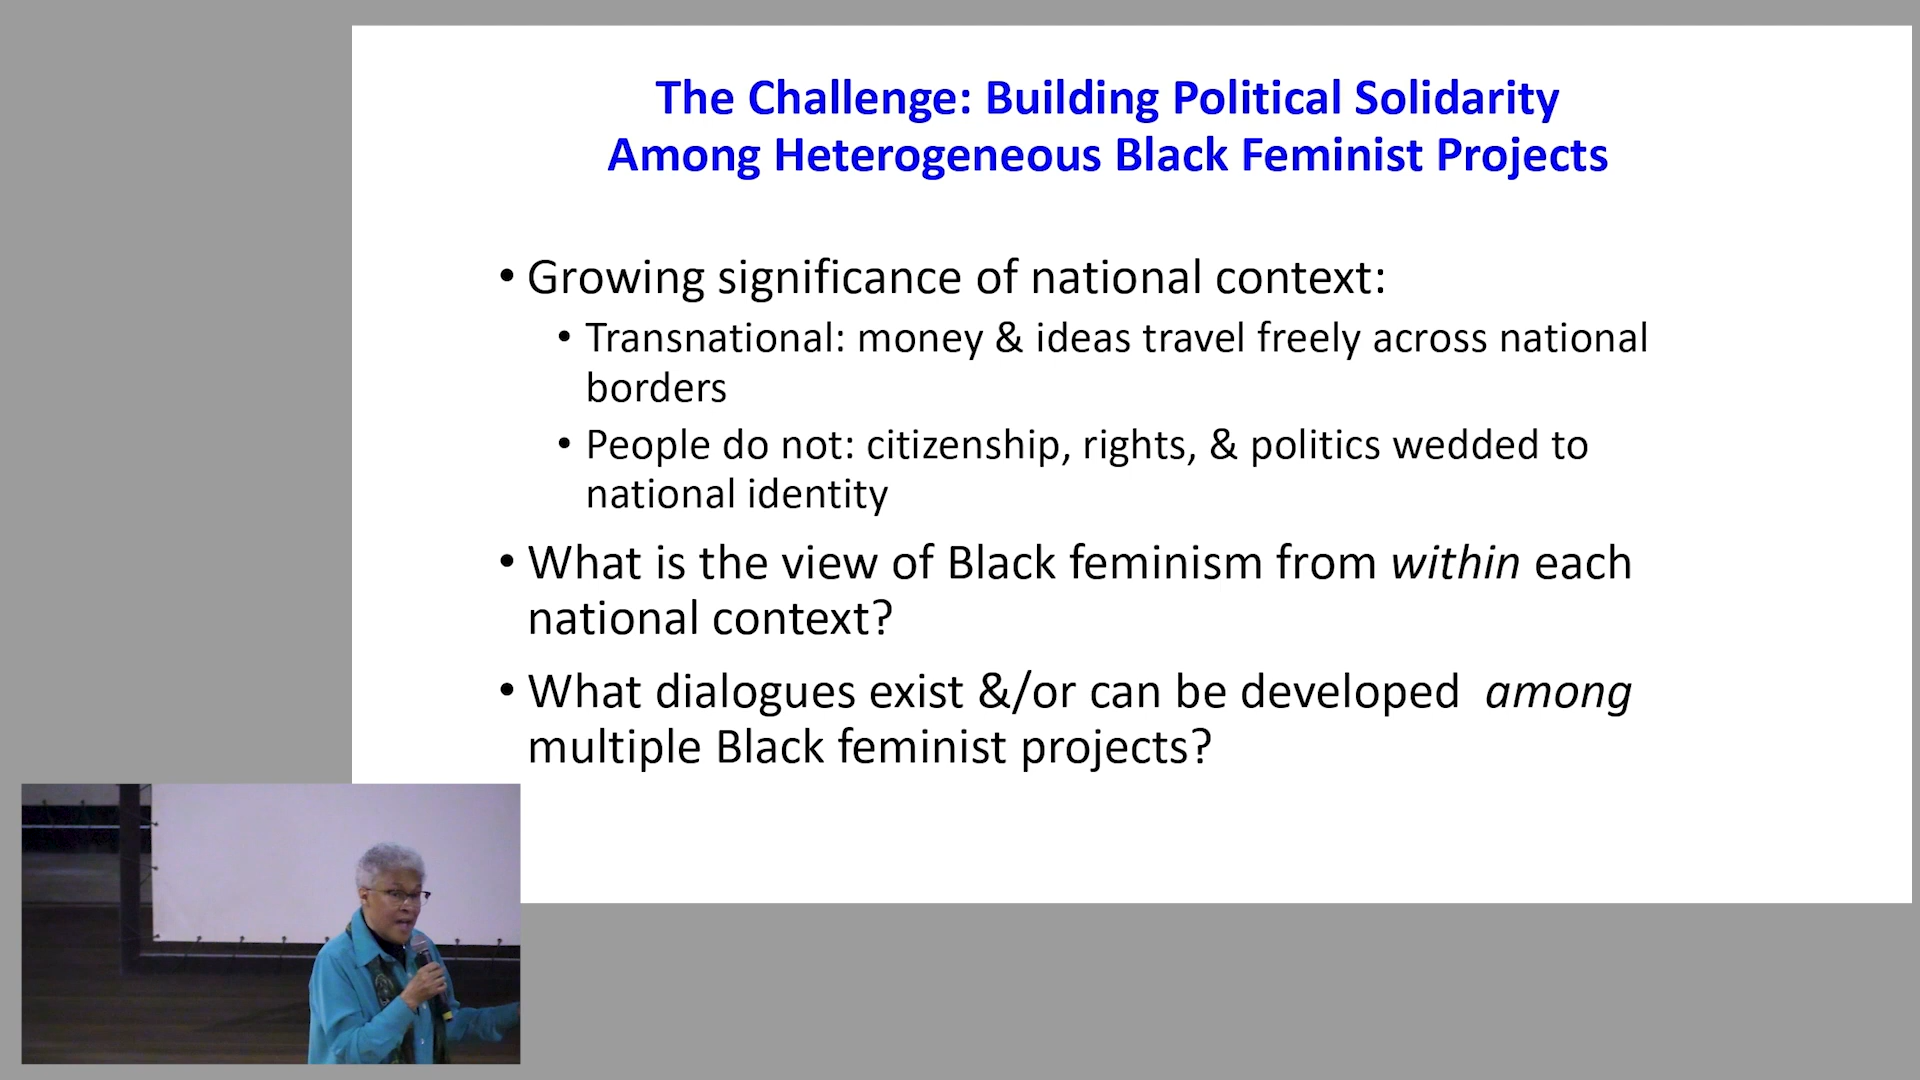 The Challenge: Building Political Solidarity
Among Heterogeneous Black Feminist Projects
• Growing significance of national context:
• Transnational: money & ideas travel freely across national
borders
• People do not: citizenship, rights, & politics wedded to
national identity
• What is the view of Black feminism from within each
national context?
• What dialogues exist &/or can be developed among
multiple Black feminist projects?